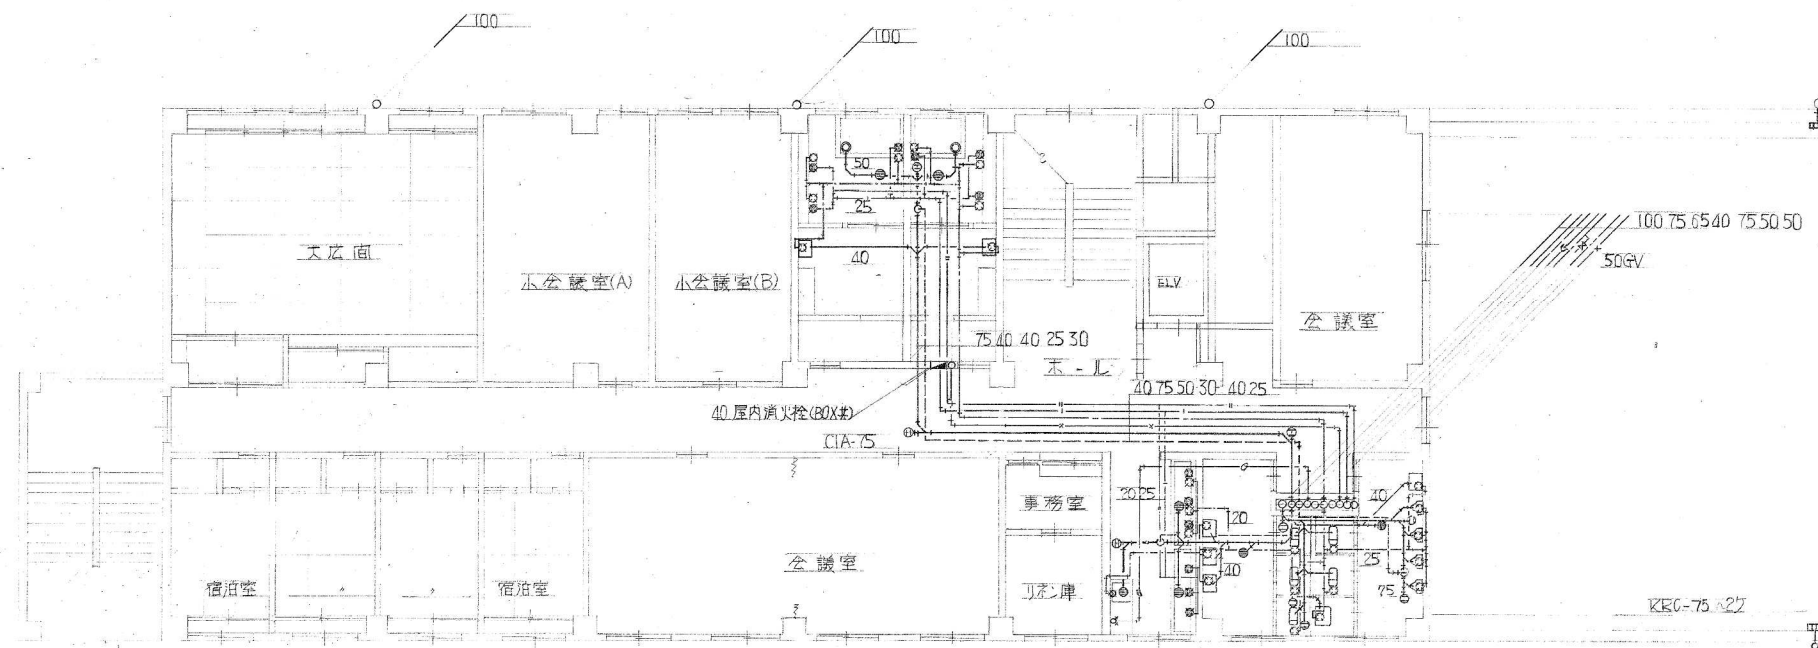 100
100
100
50
25
40
大広間
小会議室(A)
小会議室(B)
ELV
会議室
100 75 65 40 75 50 50
50GV
75 40 40 25 30
ホール
40 75 50 30 40 25
40 屋内消火栓(BOX共)
CIA-75
20 25
20
40
40
25
75
事務室
リネン庫
会議室
宿泊室
宿泊室